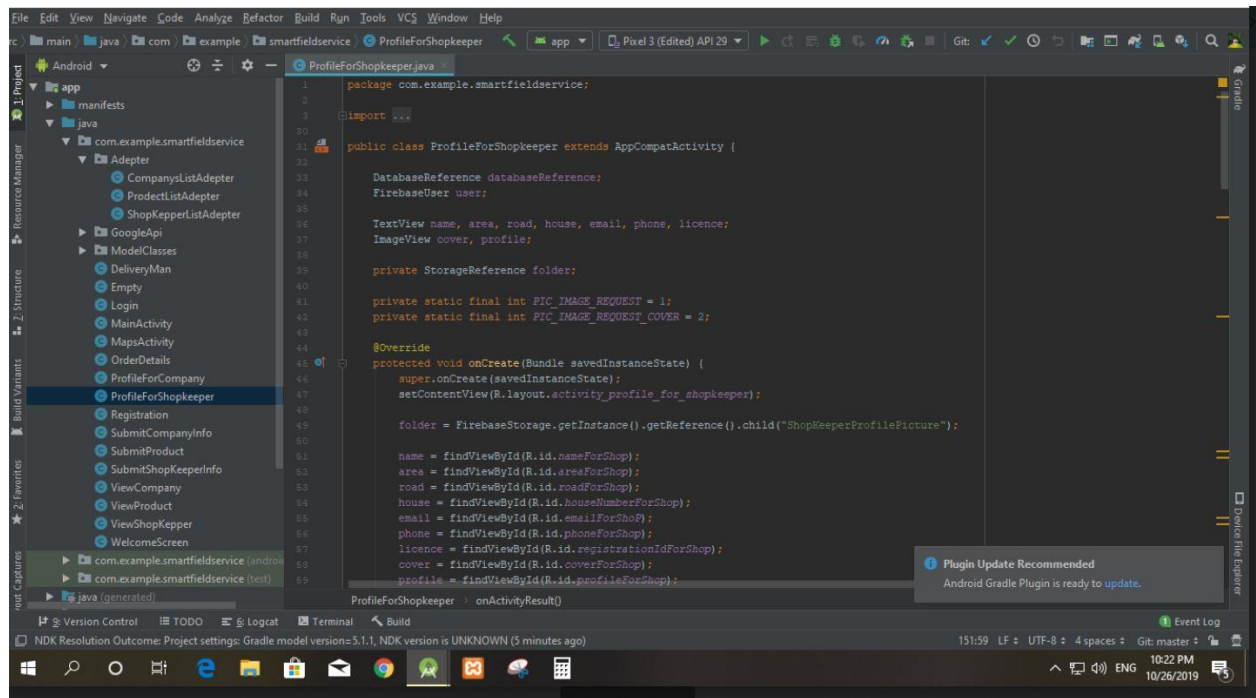 File Edit View Navigate Code Analyze Refactor Build Run Tools VCS Window Help
rc main java com example smartfieldservice ProfileForShopkeeper app Pixel 3 (Edited) API 29 Git:
Android ProfileForShopkeeper.java
1: Project
Resource Manager
7: Structure
Build Variants
2: Favorites
Captures
app
manifests
java
com.example.smartfieldservice
Adepter
CompanysListAdepter
ProdectListAdepter
ShopKepperListAdepter
GoogleApi
ModelClasses
DeliveryMan
Empty
Login
MainActivity
MapsActivity
OrderDetails
ProfileForCompany
ProfileForShopkeeper
Registration
SubmitCompanyInfo
SubmitProduct
SubmitShopKeeperInfo
ViewCompany
ViewProduct
ViewShopKepper
WelcomeScreen
com.example.smartfieldservice (androi
com.example.smartfieldservice (test)
java (generated)
1 package com.example.smartfieldservice;
2
3 import ...
30
31 public class ProfileForShopkeeper extends AppCompatActivity {
32
33 DatabaseReference databaseReference;
34 FirebaseUser user;
35
36 TextView name, area, road, house, email, phone, licence;
37 ImageView cover, profile;
38
39 private StorageReference folder;
40
41 private static final int PIC_IMAGE_REQUEST = 1;
42 private static final int PIC_IMAGE_REQUEST_COVER = 2;
43
44 @Override
45 protected void onCreate(Bundle savedInstanceState) {
46 super.onCreate(savedInstanceState);
47 setContentView(R.layout.activity_profile_for_shopkeeper);
48
49 folder = FirebaseStorage.getInstance().getReference().child("ShopKeeperProfilePicture");
50
51 name = findViewById(R.id.nameForShop);
52 area = findViewById(R.id.areaForShop);
53 road = findViewById(R.id.roadForShop);
54 house = findViewById(R.id.houseNumberForShop);
55 email = findViewById(R.id.emailForShoP);
56 phone = findViewById(R.id.phoneForShop);
57 licence = findViewById(R.id.registrationIdForShop);
58 cover = findViewById(R.id.coverForShop);
59 profile = findViewById(R.id.profileForShop);
ProfileForShopkeeper onActivityResult()
Gradle
Device File Explorer
Plugin Update Recommended
Android Gradle Plugin is ready to update.
9: Version Control TODO 6: Logcat Terminal Build 1 Event Log
NDK Resolution Outcome: Project settings: Gradle model version=5.1.1, NDK version is UNKNOWN (5 minutes ago) 151:59 LF UTF-8 4 spaces Git: master
ENG 10:22 PM
10/26/2019 5